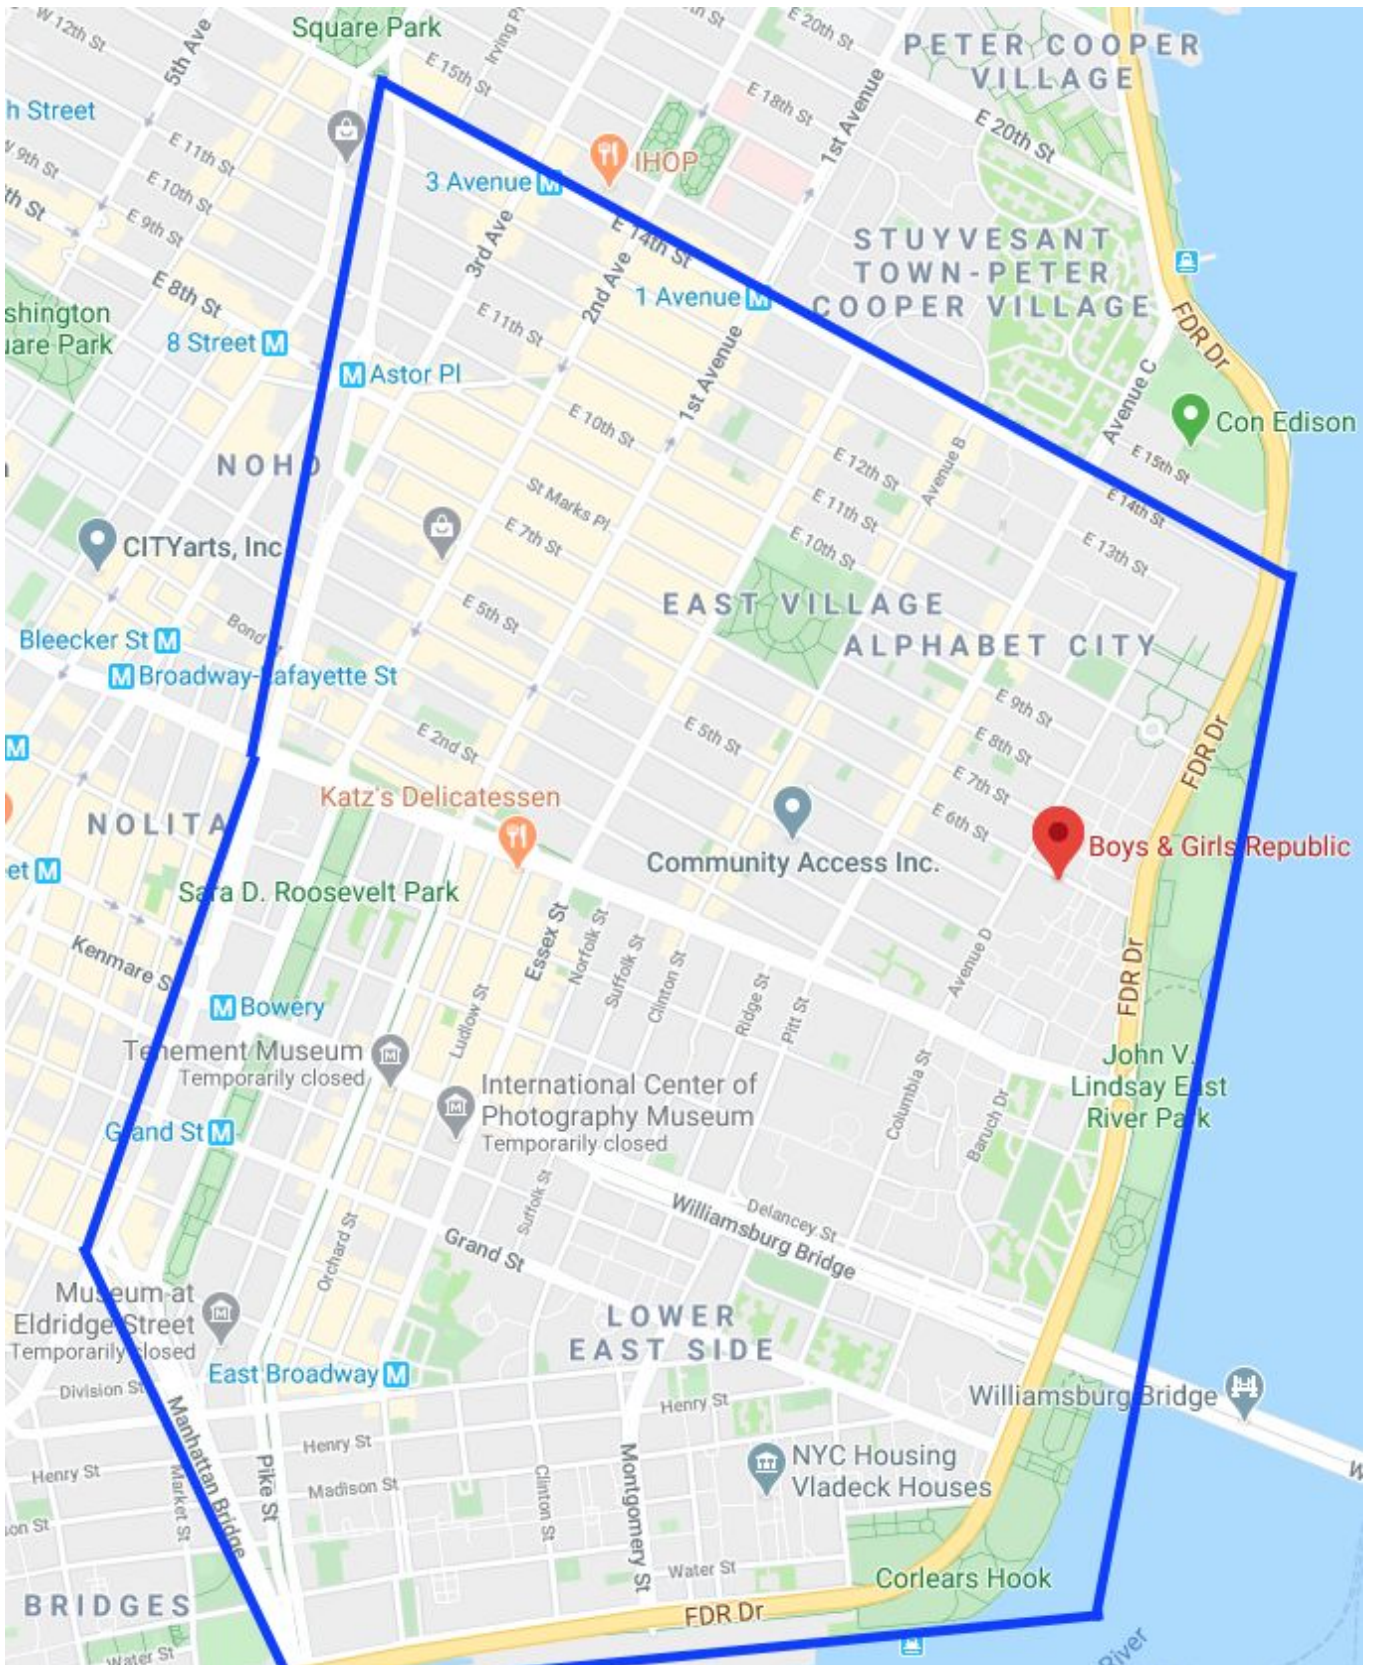 W 12th St
5th Ave
Square Park
Irving Pl
E 20th St
PETER COOPER
VILLAGE
E 15th St
h Street
E 18th St
1st Avenue
E 20th St
W 9th St
E 11th St
IHOP
E 10th St
3 Avenue M
th St
E 9th St
3rd Ave
E 14th St
STUYVESANT
TOWN-PETER
COOPER VILLAGE
E 8th St
2nd Ave
1 Avenue M
shington
uare Park
8 Street M
E 11th St
FDR Dr
M Astor Pl
1st Avenue
Avenue C
E 10th St
Con Edison
NOHO
E 12th St
Avenue B
E 15th St
St Marks Pl
E 11th St
E 14th St
CITYarts, Inc
E 7th St
E 10th St
E 13th St
EAST VILLAGE
E 5th St
Bond
Bleecker St M
ALPHABET CITY
M Broadway-Lafayette St
E 9th St
E 2nd St
E 5th St
E 8th St
M
FDR Dr
E 7th St
Katz's Delicatessen
NOLITA
E 6th St
Boys & Girls Republic
Community Access Inc.
et M
Sara D. Roosevelt Park
Essex St
Norfolk St
Kenmare S
Suffolk St
Clinton St
Avenue D
FDR Dr
M Bowery
Ludlow St
Ridge St
Pitt St
Tenement Museum
Temporarily closed
International Center of
Photography Museum
Temporarily closed
Columbia St
Baruch Dr
John V.
Lindsay East
River Park
Grand St M
Suffolk St
Delancey St
Williamsburg Bridge
Orchard St
Grand St
Museum at
Eldridge Street
Temporarily closed
LOWER
EAST SIDE
East Broadway M
Division St
Williamsburg Bridge
Manhattan Bridge
Henry St
Henry St
W
Pike St
Montgomery St
NYC Housing
Vladeck Houses
Henry St
Market St
Madison St
Clinton St
son St
Water St
Corlears Hook
BRIDGES
FDR Dr
Water St
River